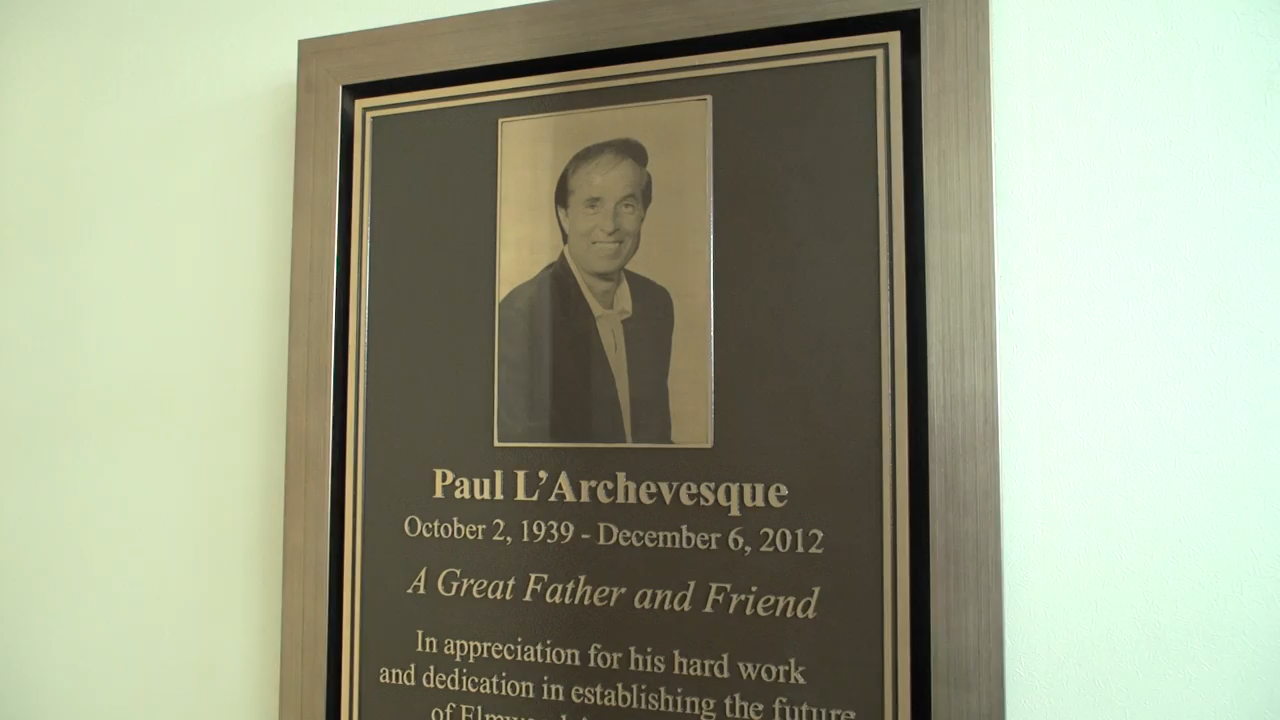 Paul L’Archevesque
October 2, 1939 - December 6, 2012
A Great Father and Friend
In appreciation for his hard work
and dedication in establishing the future
of